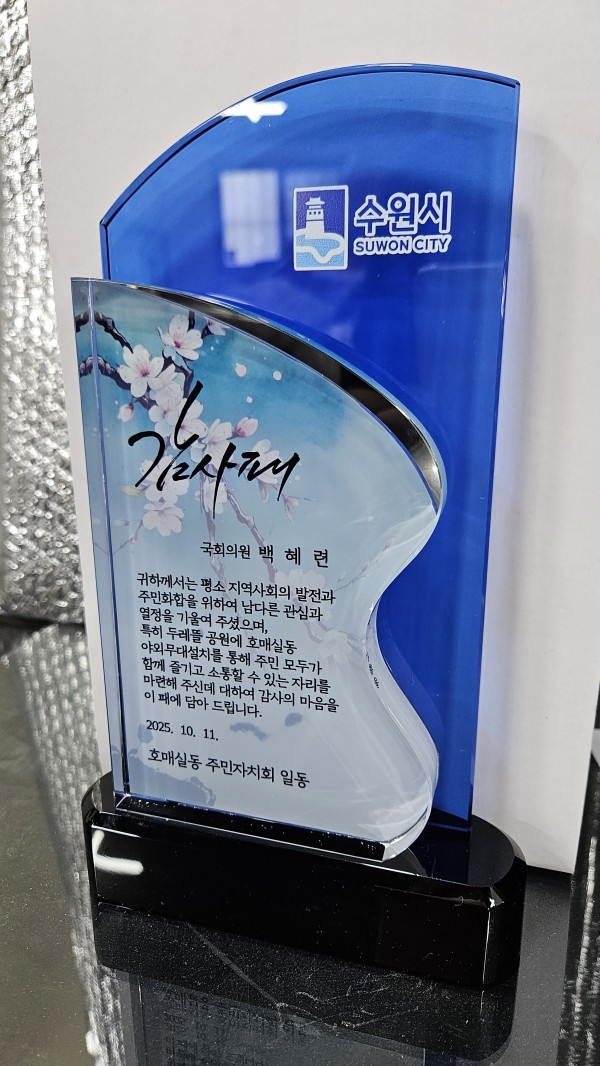 수원시
SUWON CITY
감사패
국회의원 백 혜 련
귀하께서는 평소 지역사회의 발전과
주민화합을 위하여 남다른 관심과
열정을 기울여 주셨으며,
특히 두레뜰 공원에 호매실동
야외무대설치를 통해 주민 모두가
함께 즐기고 소통할 수 있는 자리를
마련해 주신데 대하여 감사의 마음을
이 패에 담아 드립니다.
2025. 10. 11.
호매실동 주민자치회 일동